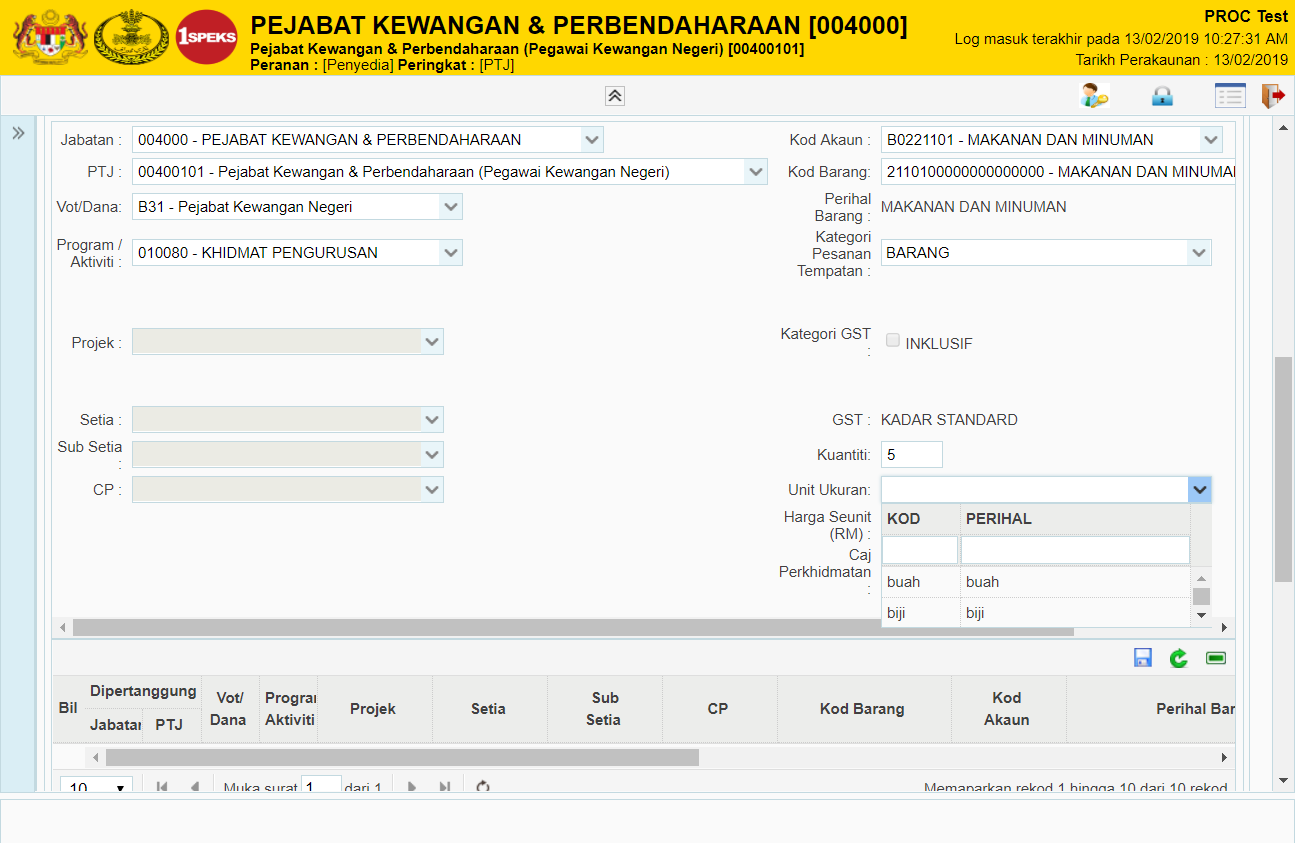 1SPEKS
PEJABAT KEWANGAN & PERBENDAHARAAN [004000]
Pejabat Kewangan & Perbendaharaan (Pegawai Kewangan Negeri) [00400101]
Peranan : [Penyedia] Peringkat : [PTJ]
PROC Test
Log masuk terakhir pada 13/02/2019 10:27:31 AM
Tarikh Perakaunan : 13/02/2019
Jabatan : 004000 - PEJABAT KEWANGAN & PERBENDAHARAAN
PTJ : 00400101 - Pejabat Kewangan & Perbendaharaan (Pegawai Kewangan Negeri)
Vot/Dana: B31 - Pejabat Kewangan Negeri
Program /
Aktiviti : 010080 - KHIDMAT PENGURUSAN
Projek :
Setia :
Sub Setia
:
CP :
Kod Akaun : B0221101 - MAKANAN DAN MINUMAN
Kod Barang: 2110100000000000000 - MAKANAN DAN MINUMAN
Perihal
Barang : MAKANAN DAN MINUMAN
Kategori
Pesanan
Tempatan : BARANG
Kategori GST
: INKLUSIF
GST : KADAR STANDARD
Kuantiti: 5
Unit Ukuran:
Harga Seunit
(RM) :
Caj
Perkhidmatan
:
KOD PERIHAL
buah buah
biji biji
Bil Dipertanggung Vot/ Program
Dana Aktiviti Projek Setia Sub
Setia CP Kod Barang Kod
Akaun Perihal Bar
Jabatan PTJ
10 Muka surat 1 dari 1 Memaparkan rekod 1 hingga 10 dari 10 rekod